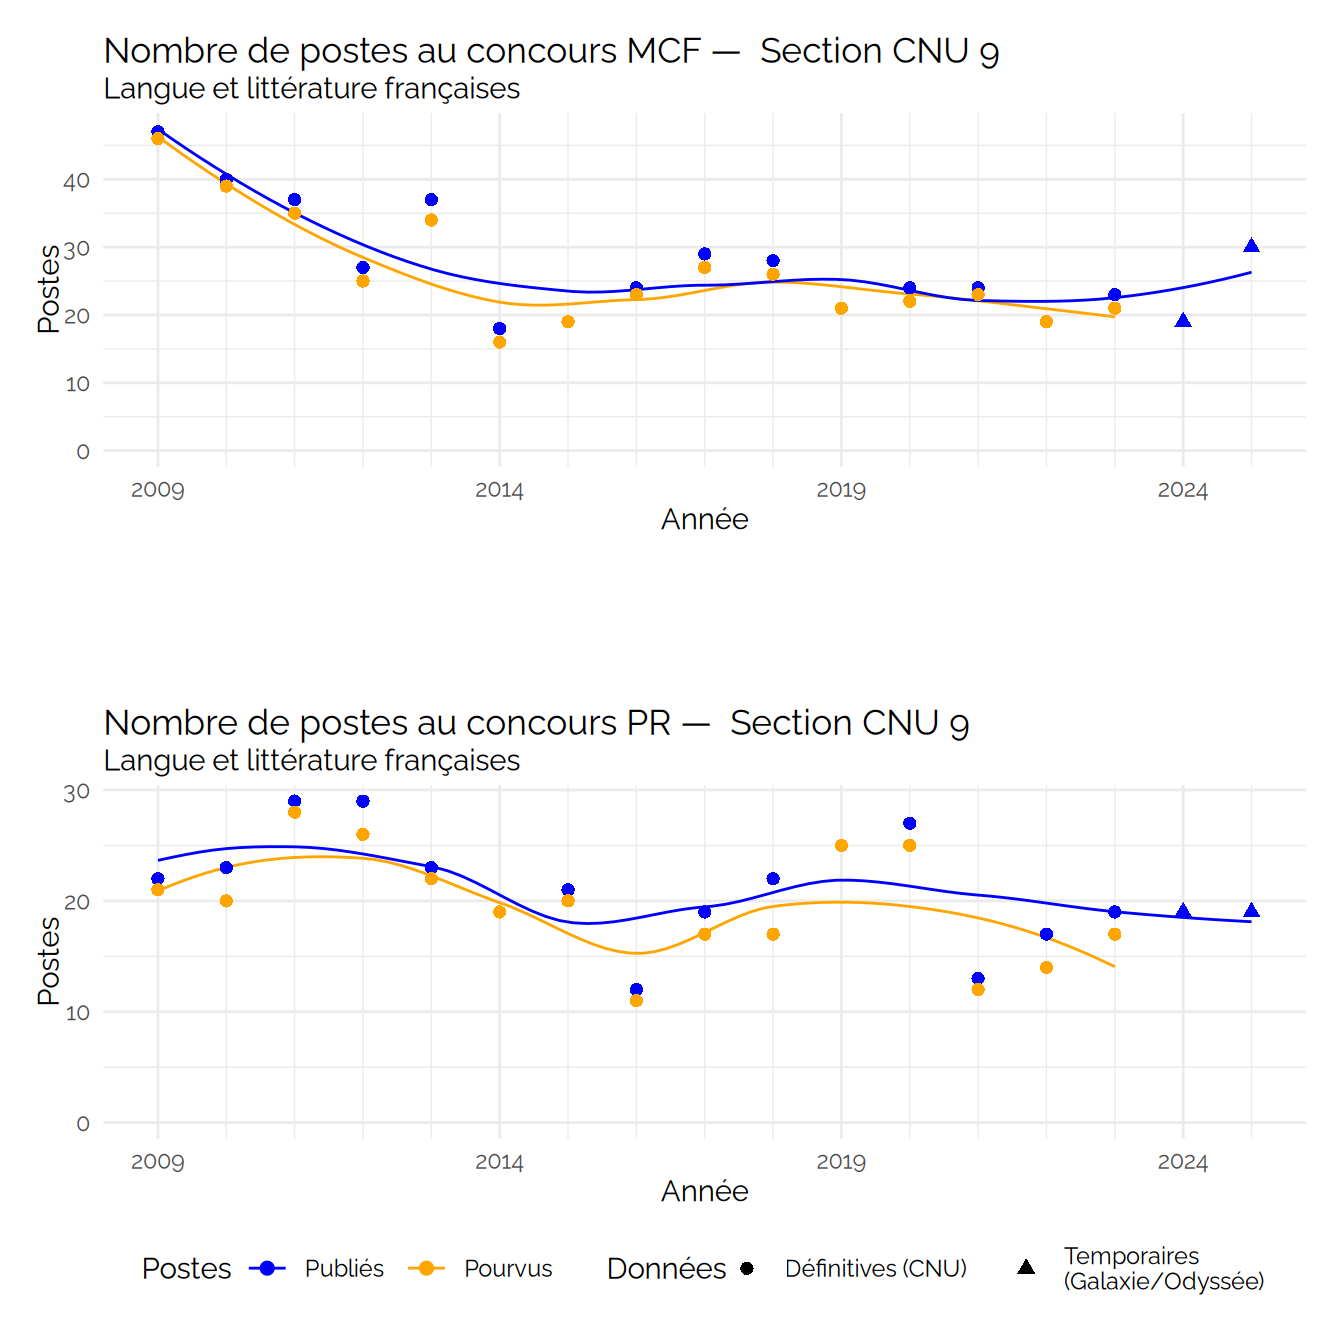 Nombre de postes au concours MCF —  Section CNU 9
Langue et littérature françaises
Postes
40
30
20
10
0
2009
2014
2019
2024
Année
Nombre de postes au concours PR —  Section CNU 9
Langue et littérature françaises
Postes
30
20
10
0
2009
2014
2019
2024
Année
Postes
Publiés
Pourvus
Données
Définitives (CNU)
Temporaires
(Galaxie/Odyssée)